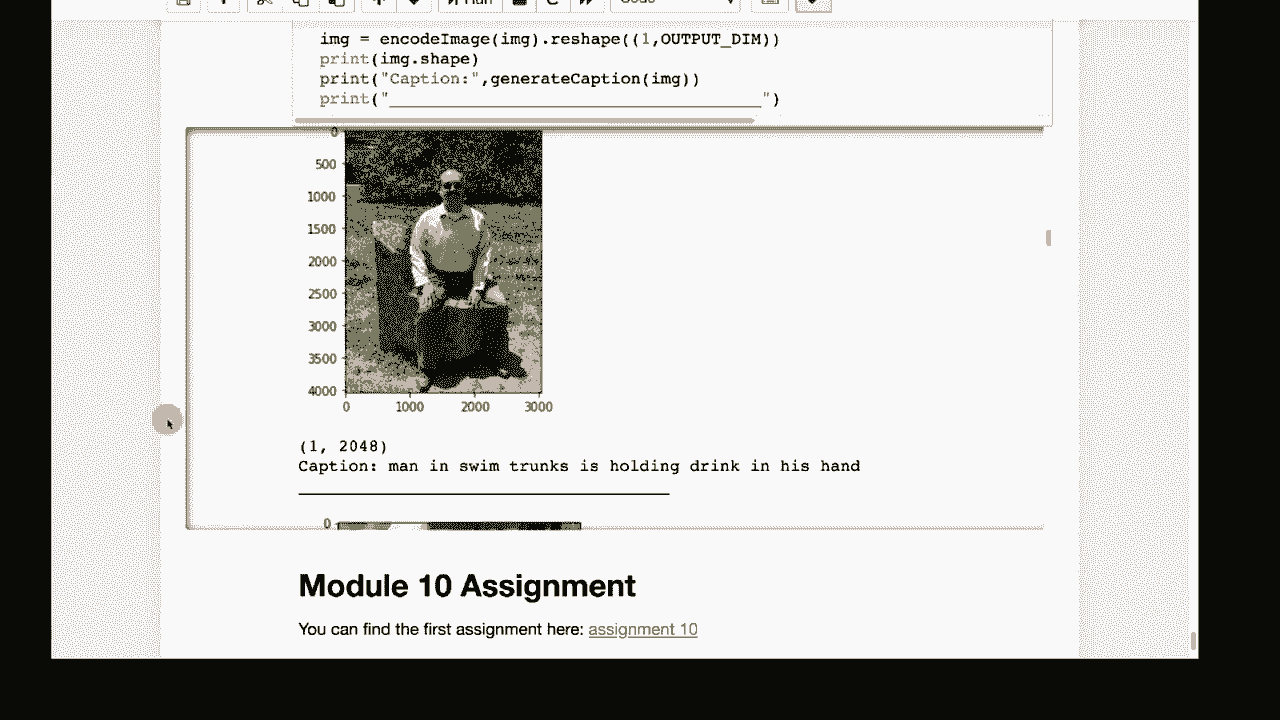 img = encodeImage(img).reshape((1,OUTPUT_DIM))
print(img.shape)
print("Caption:",generateCaption(img))
print("_____________________________________")
0
500
1000
1500
2000
2500
3000
3500
4000
0 1000 2000 3000
(1, 2048)
Caption: man in swim trunks is holding drink in his hand
_____________________________________
0
Module 10 Assignment
You can find the first assignment here: assignment 10